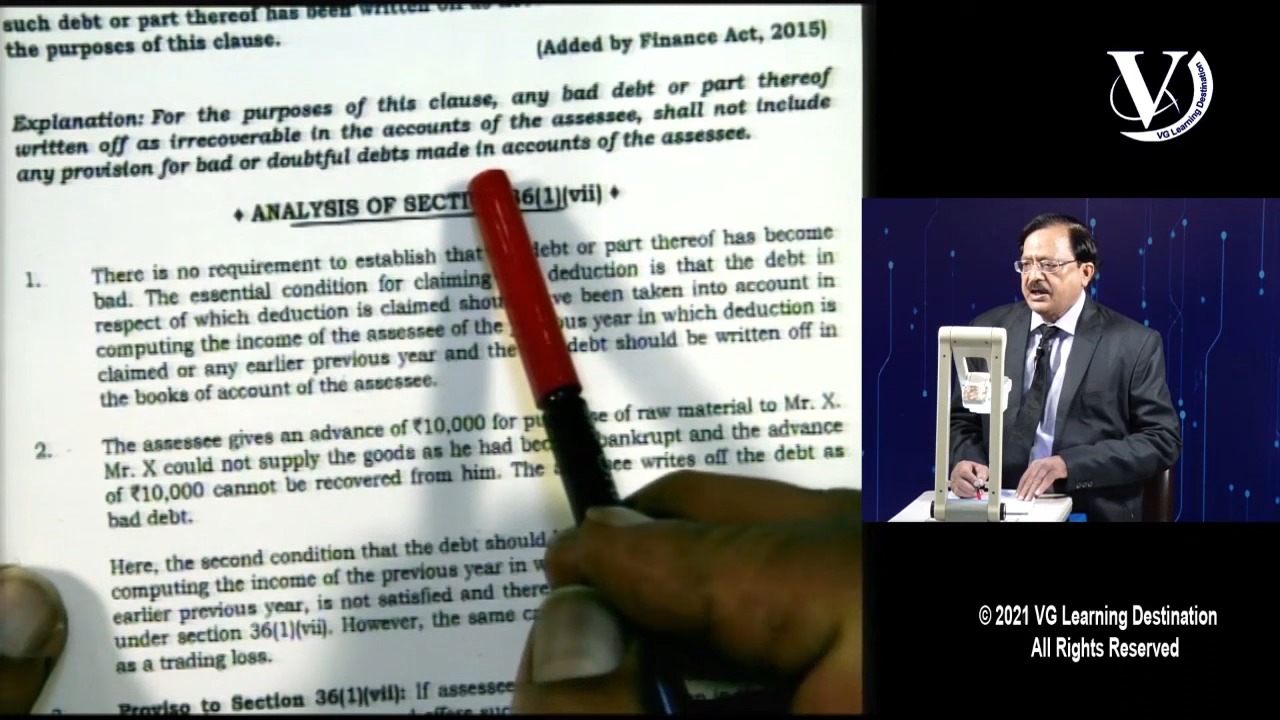 such debt or part thereof has been written off as
the purposes of this clause.
(Added by Finance Act, 2015)
Explanation: For the purposes of this clause, any bad debt or part thereof
written off as irrecoverable in the accounts of the assessee, shall not include
any provision for bad or doubtful debts made in accounts of the assessee.
♦ ANALYSIS OF SECTI 36(1)(vii) ♦
1. There is no requirement to establish that debt or part thereof has become
bad. The essential condition for claiming deduction is that the debt in
respect of which deduction is claimed shou ve been taken into account in
computing the income of the assessee of the us year in which deduction is
claimed or any earlier previous year and the debt should be written off in
the books of account of the assessee.
2. The assessee gives an advance of ₹10,000 for pu se of raw material to Mr. X.
Mr. X could not supply the goods as he had bec bankrupt and the advance
of ₹10,000 cannot be recovered from him. The ee writes off the debt as
bad debt.
Here, the second condition that the debt should
computing the income of the previous year in w
earlier previous year, is not satisfied and there
under section 36(1)(vii). However, the same c
as a trading loss.
Proviso to Section 36(1)(vii): If assessee
V
VG Learning Destination
© 2021 VG Learning Destination
All Rights Reserved